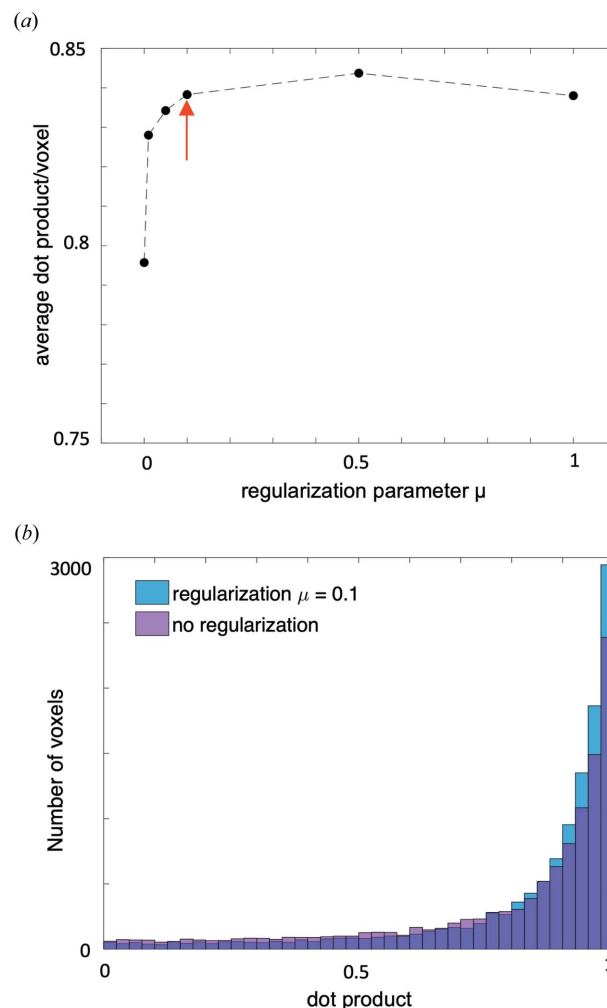 (a)
0.85
0.8
0.75
average dot product/voxel
0
0.5
1
regularization parameter μ
(b)
3000
0
Number of voxels
regularization μ = 0.1
no regularization
0
0.5
1
dot product